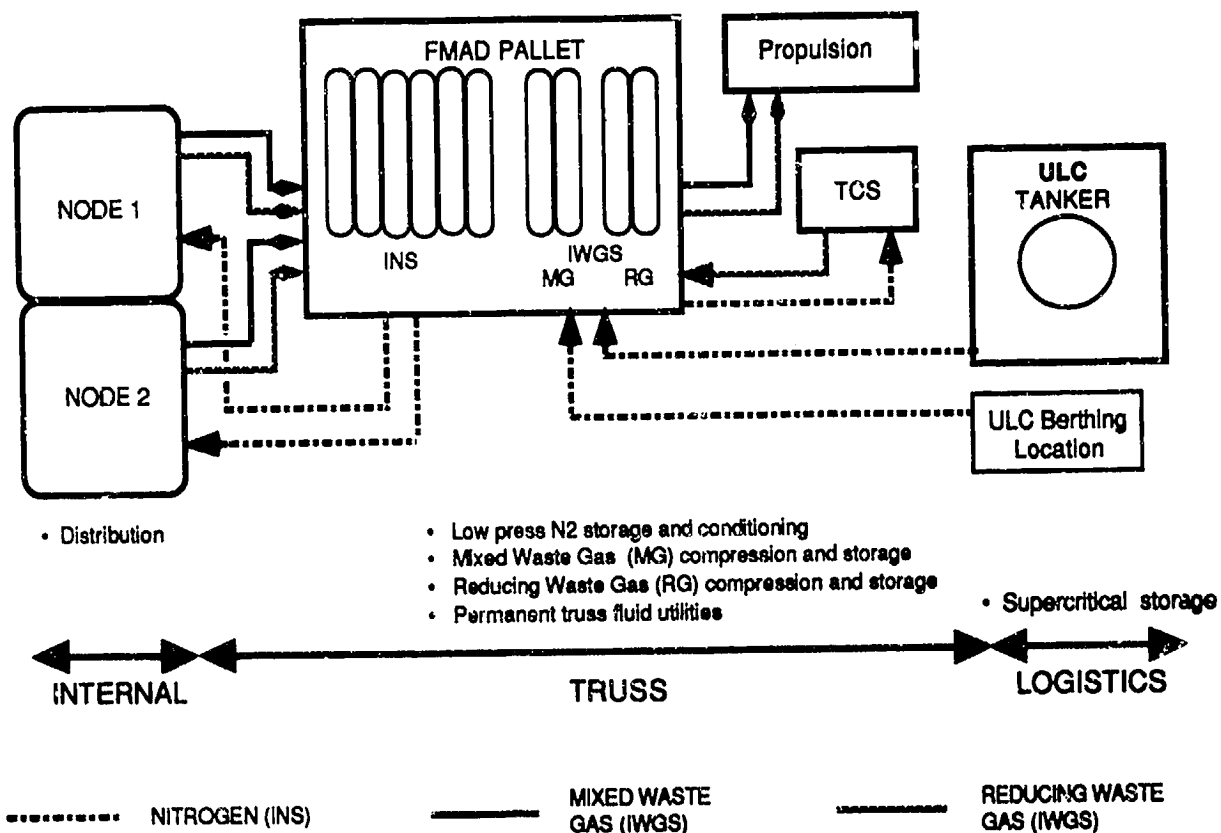 FMAD PALLET
Propulsion
NODE 1
TCS
ULC
TANKER
INS
IWGS
MG RG
NODE 2
ULC Berthing
Location
• Distribution
• Low press N2 storage and conditioning
• Mixed Waste Gas (MG) compression and storage
• Reducing Waste Gas (RG) compression and storage
• Permanent truss fluid utilities
• Supercritical storage
INTERNAL
TRUSS
LOGISTICS
NITROGEN (INS)
MIXED WASTE
GAS (IWGS)
REDUCING WASTE
GAS (IWGS)